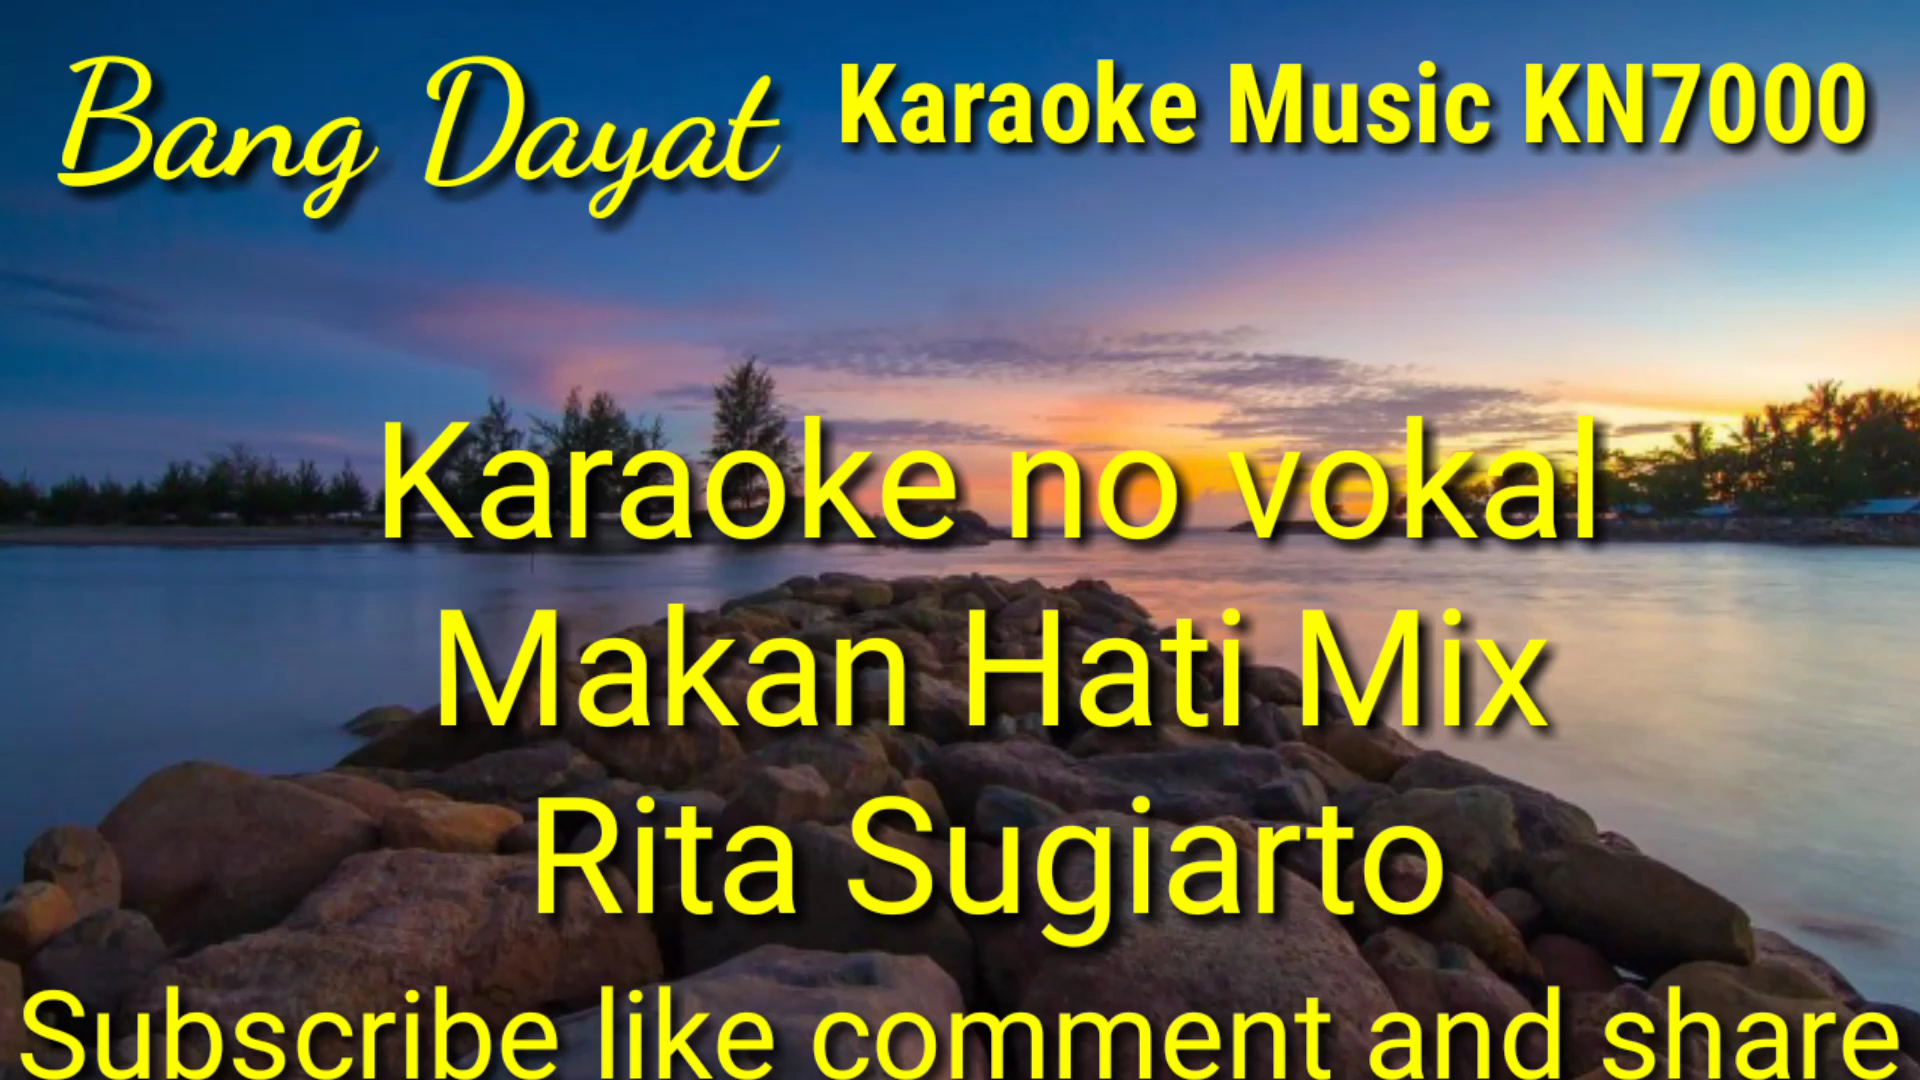 Bang Dayat
Karaoke Music KN7000
Karaoke no vokal
Makan Hati Mix
Rita Sugiarto
Subscribe like comment and share